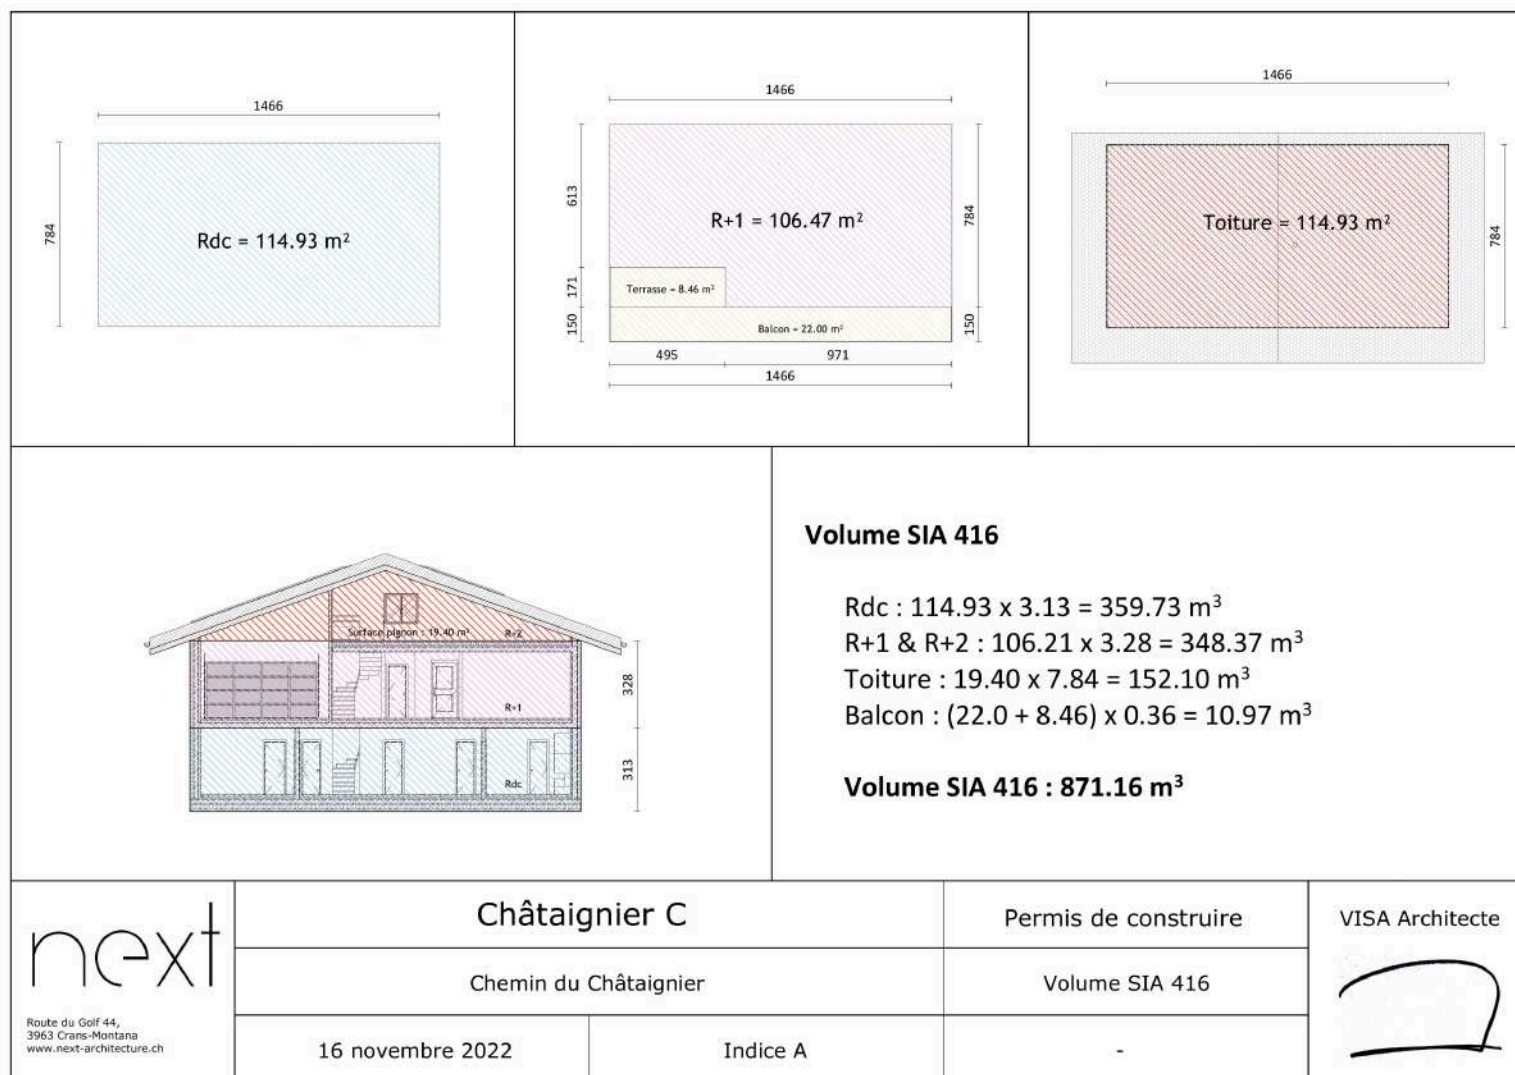 1466
784
Rdc = 114.93 m²
1466
613
171
150
784
150
R+1 = 106.47 m²
Terrasse = 8.46 m²
Balcon = 22.00 m²
495
971
1466
1466
784
Toiture = 114.93 m²
Surface pignon : 19.40 m²
R+2
R+1
Rdc
328
313
Volume SIA 416
Rdc : 114.93 x 3.13 = 359.73 m³
R+1 & R+2 : 106.21 x 3.28 = 348.37 m³
Toiture : 19.40 x 7.84 = 152.10 m³
Balcon : (22.0 + 8.46) x 0.36 = 10.97 m³
Volume SIA 416 : 871.16 m³
next
Route du Golf 44,
3963 Crans-Montana
www.next-architecture.ch
Châtaignier C
Chemin du Châtaignier
16 novembre 2022
Indice A
Permis de construire
Volume SIA 416
-
VISA Architecte